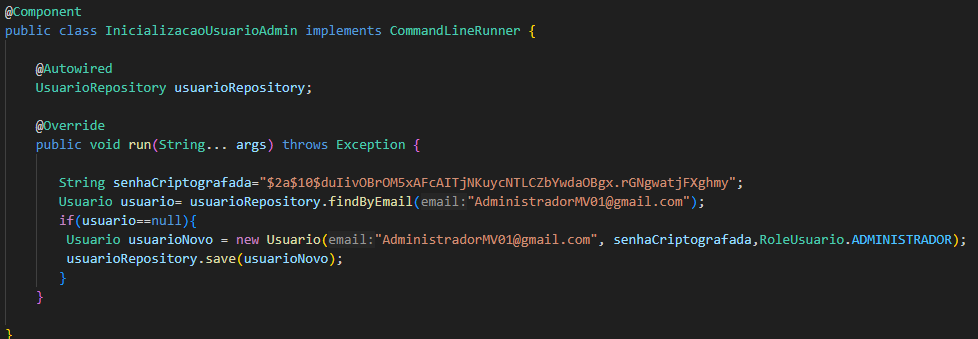 @Component
public class InicializacaoUsuarioAdmin implements CommandLineRunner {
@Autowired
UsuarioRepository usuarioRepository;
@Override
public void run(String... args) throws Exception {
String senhaCriptografada="$2a$10$duIivOBrOM5xAFcAITjNKuycNTLCZbYwdaOBgx.rGNgwatjFXghmy";
Usuario usuario= usuarioRepository.findByEmail(email:"AdministradorMV01@gmail.com");
if(usuario==null){
Usuario usuarioNovo = new Usuario(email:"AdministradorMV01@gmail.com", senhaCriptografada,RoleUsuario.ADMINISTRADOR);
usuarioRepository.save(usuarioNovo);
}
}
}